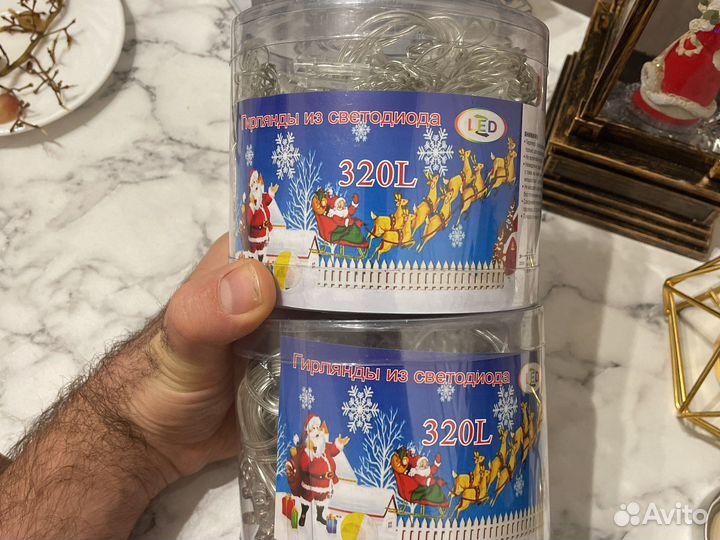 Гирлянды из светодиода
LED
320L
Гирлянды из светодиода
LED
320L
Avito